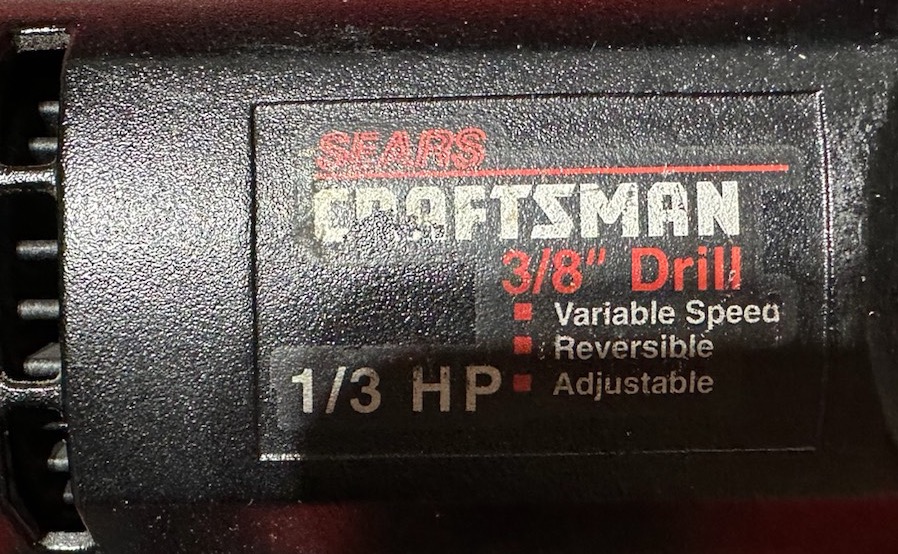 SEARS
CRAFTSMAN
3/8" Drill
■ Variable Speed
■ Reversible
1/3 HP ■ Adjustable